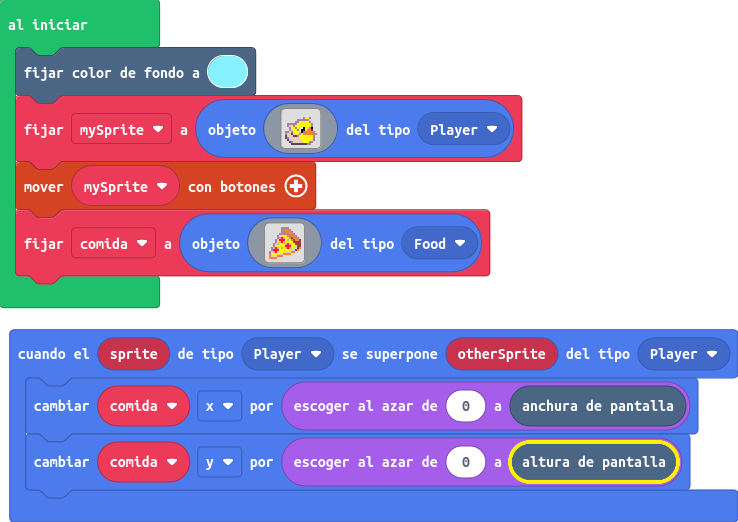 al iniciar
fijar color de fondo a
fijar mySprite a objeto del tipo Player
mover mySprite con botones
fijar comida a objeto del tipo Food
cuando el sprite de tipo Player se superpone otherSprite del tipo Player
cambiar comida x por escoger al azar de 0 a anchura de pantalla
cambiar comida y por escoger al azar de 0 a altura de pantalla